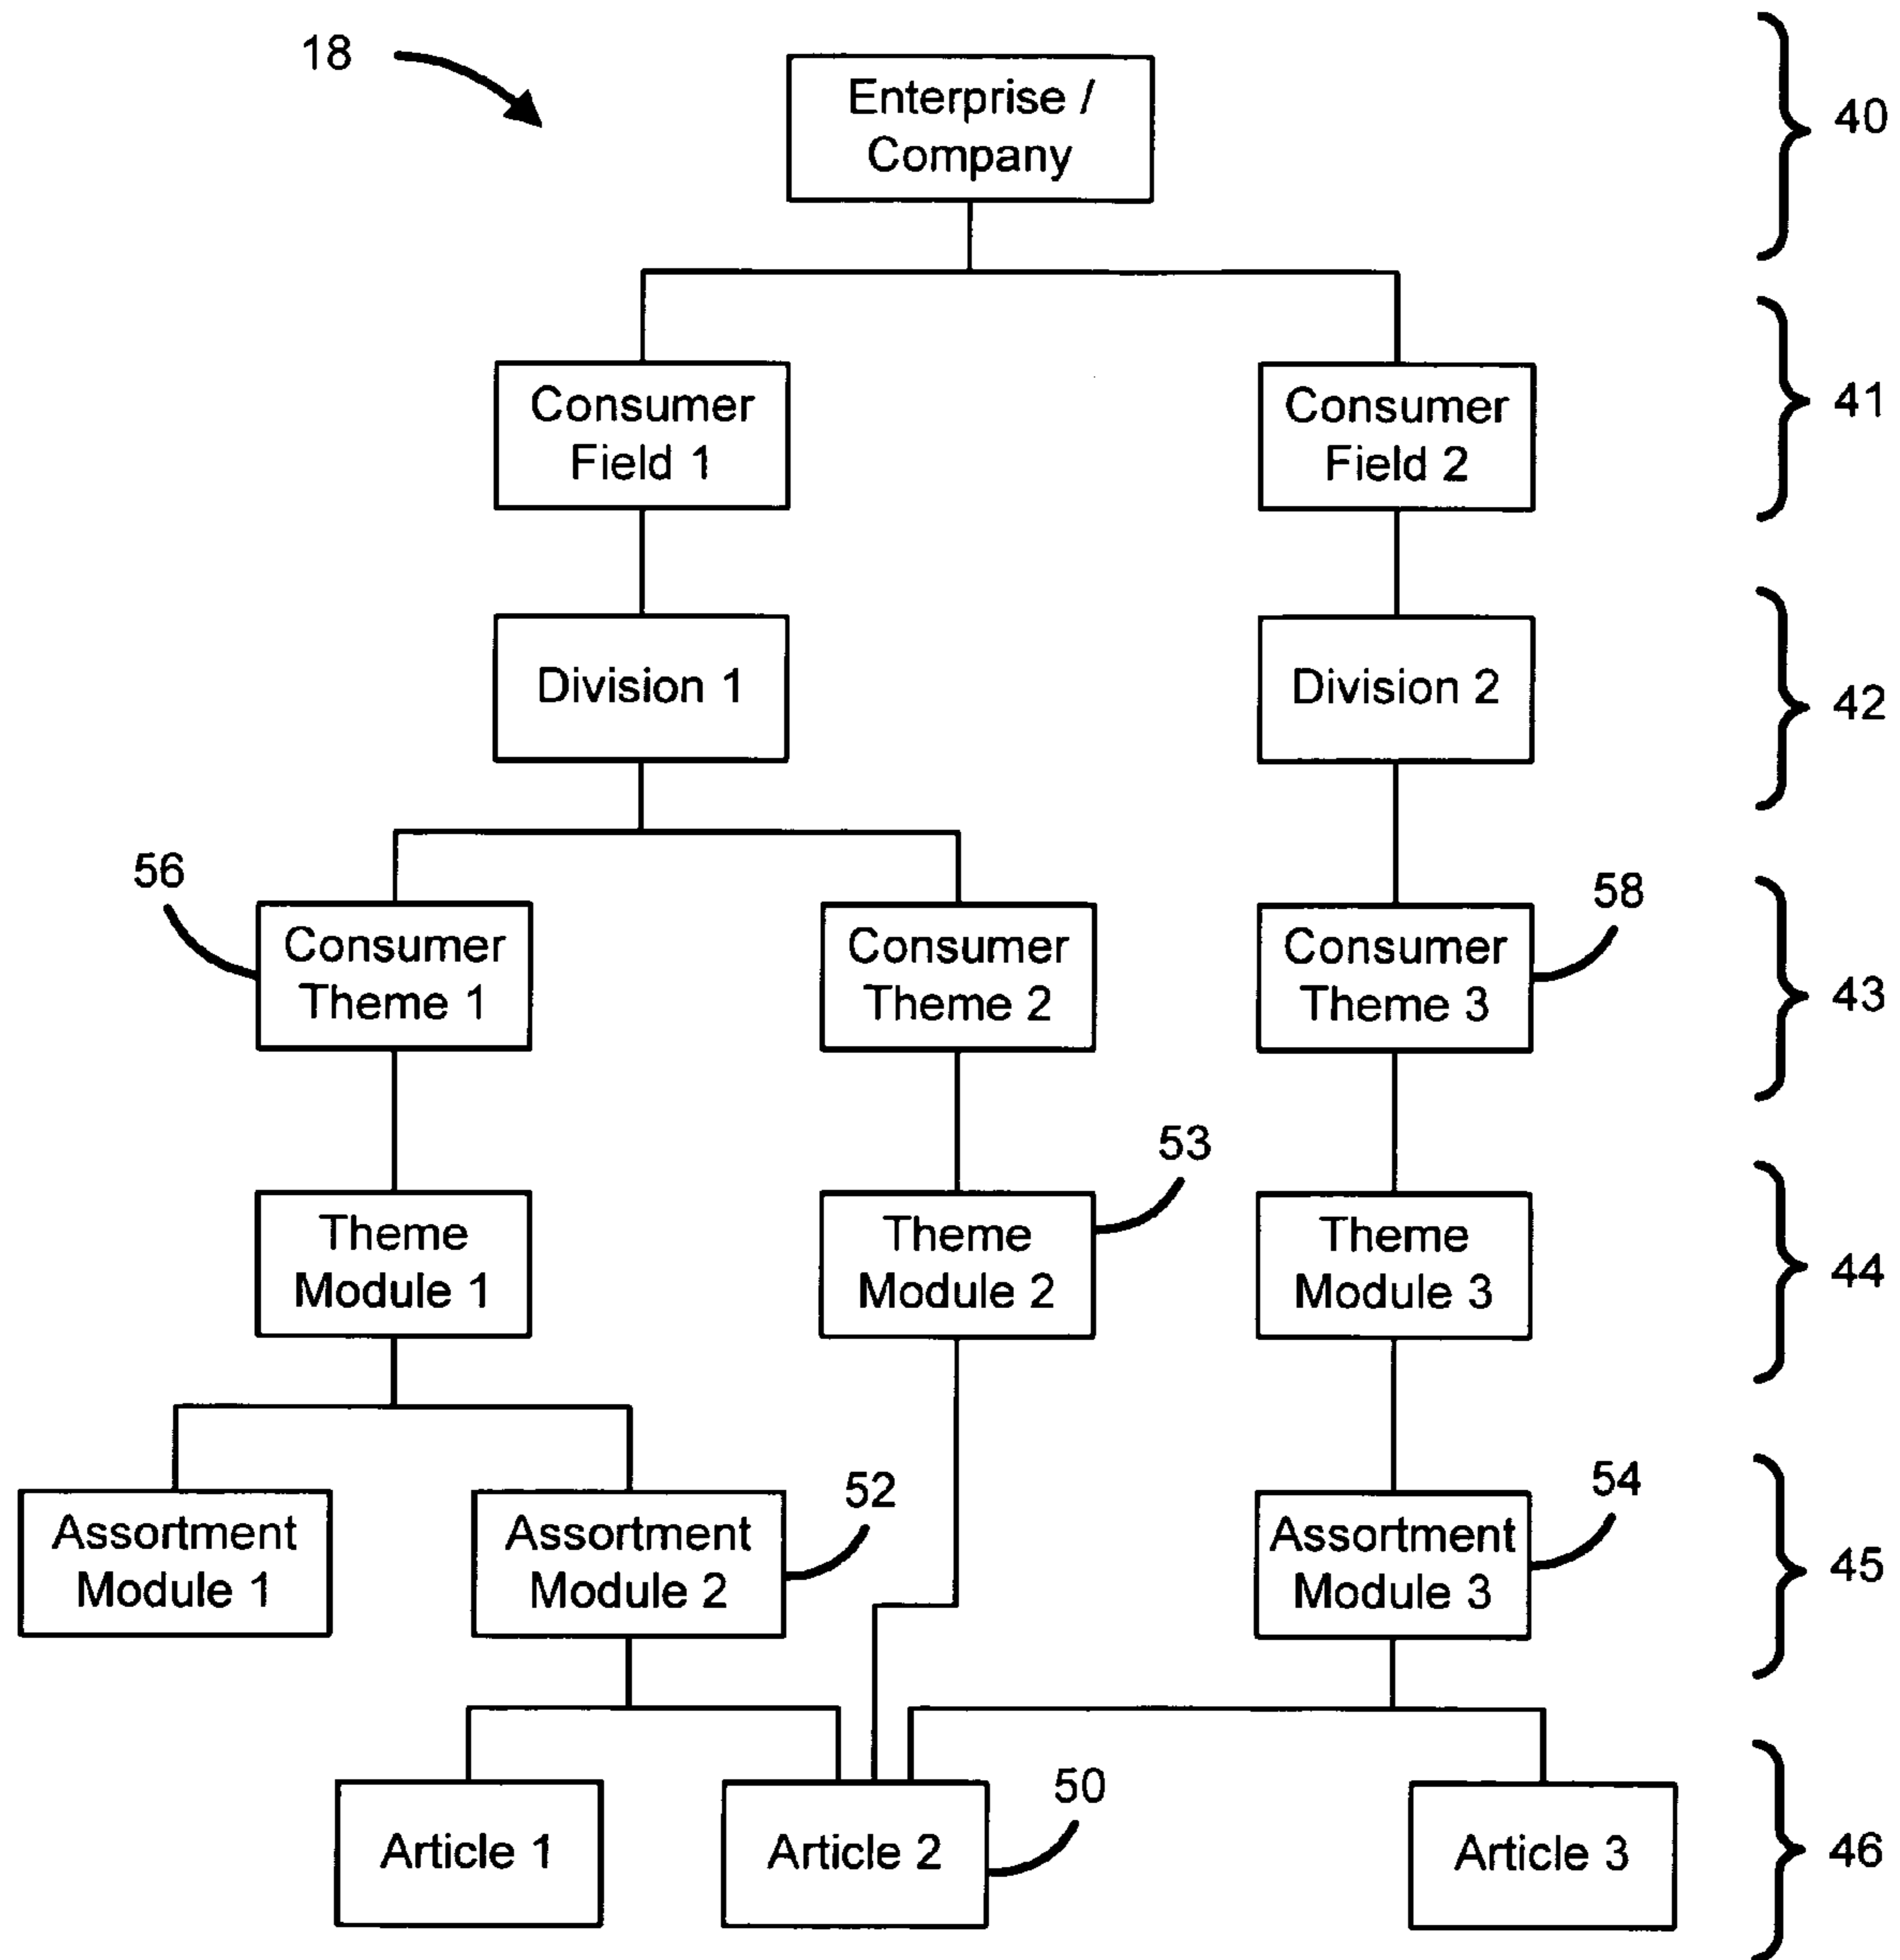 18
Enterprise /
Company
40
Consumer
Field 1
Consumer
Field 2
41
Division 1
Division 2
42
56
Consumer
Theme 1
Consumer
Theme 2
Consumer
Theme 3
58
43
Theme
Module 1
Theme
Module 2
53
Theme
Module 3
44
Assortment
Module 1
Assortment
Module 2
52
Assortment
Module 3
54
45
Article 1
Article 2
50
Article 3
46